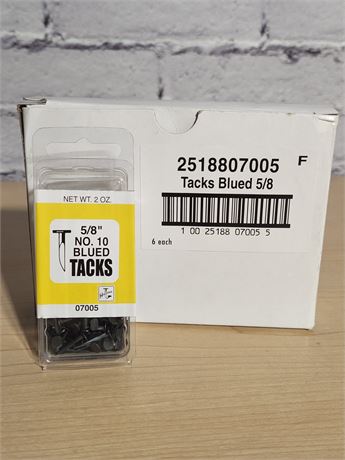 2518807005 F
Tacks Blued 5/8
1 00 25188 07005 5
6 each
NET WT. 2 OZ.
5/8"
NO. 10
BLUED
TACKS
07005